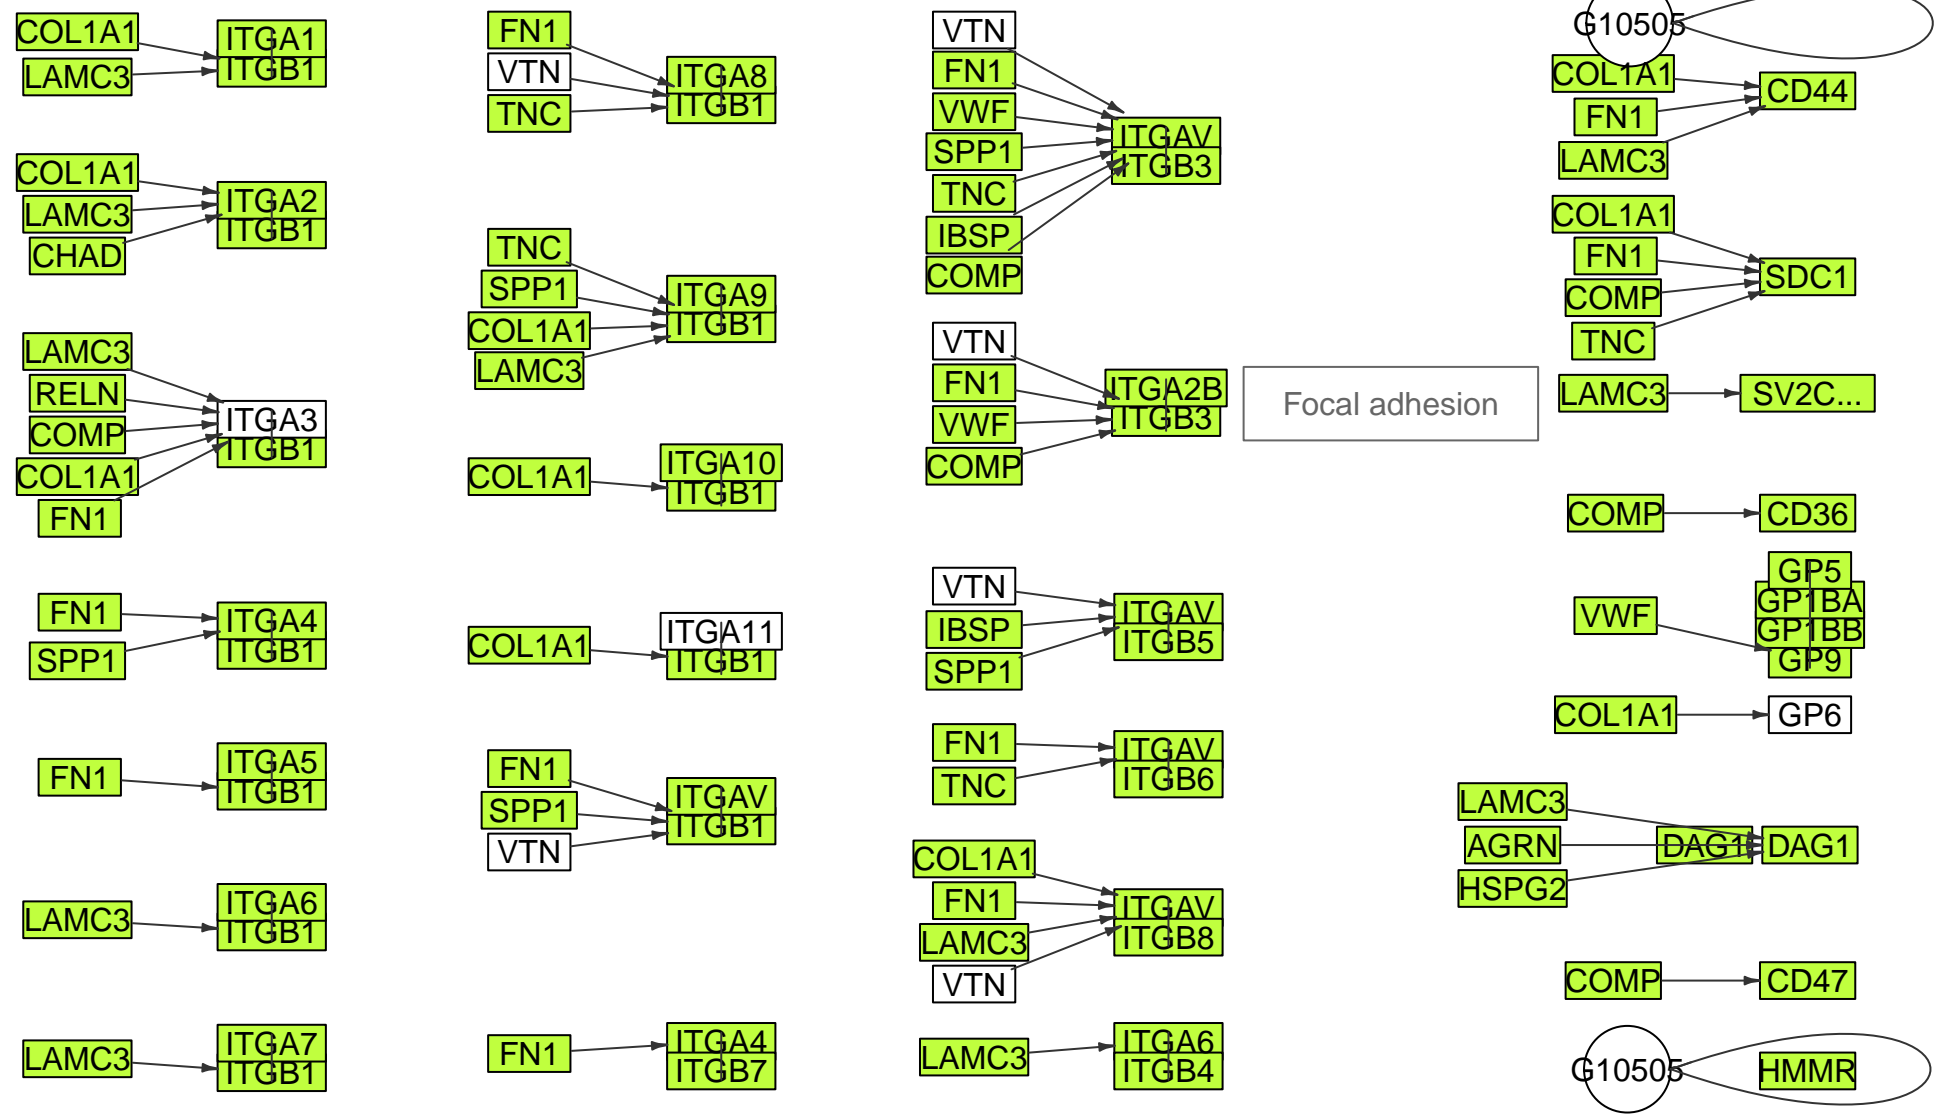 COL1A1
LAMC3
ITGA1
ITGB1
COL1A1
LAMC3
CHAD
ITGA2
ITGB1
LAMC3
RELN
COMP
COL1A1
FN1
ITGA3
ITGB1
FN1
SPP1
ITGA4
ITGB1
FN1
ITGA5
ITGB1
LAMC3
ITGA6
ITGB1
LAMC3
ITGA7
ITGB1
FN1
VTN
TNC
ITGA8
ITGB1
TNC
SPP1
COL1A1
LAMC3
ITGA9
ITGB1
COL1A1
ITGA10
ITGB1
COL1A1
ITGA11
ITGB1
FN1
SPP1
VTN
ITGAV
ITGB1
FN1
ITGA4
ITGB7
VTN
FN1
VWF
SPP1
TNC
IBSP
COMP
ITGAV
ITGB3
VTN
FN1
VWF
COMP
ITGA2B
ITGB3
Focal adhesion
VTN
IBSP
SPP1
ITGAV
ITGB5
FN1
TNC
ITGAV
ITGB6
COL1A1
FN1
LAMC3
VTN
ITGAV
ITGB8
LAMC3
ITGA6
ITGB4
G10505
COL1A1
FN1
LAMC3
CD44
COL1A1
FN1
COMP
TNC
SDC1
LAMC3
SV2C...
COMP
CD36
VWF
GP5
GP1BA
GP1BB
GP9
COL1A1
GP6
LAMC3
AGRN
HSPG2
DAG1
DAG1
COMP
CD47
G10505
HMMR